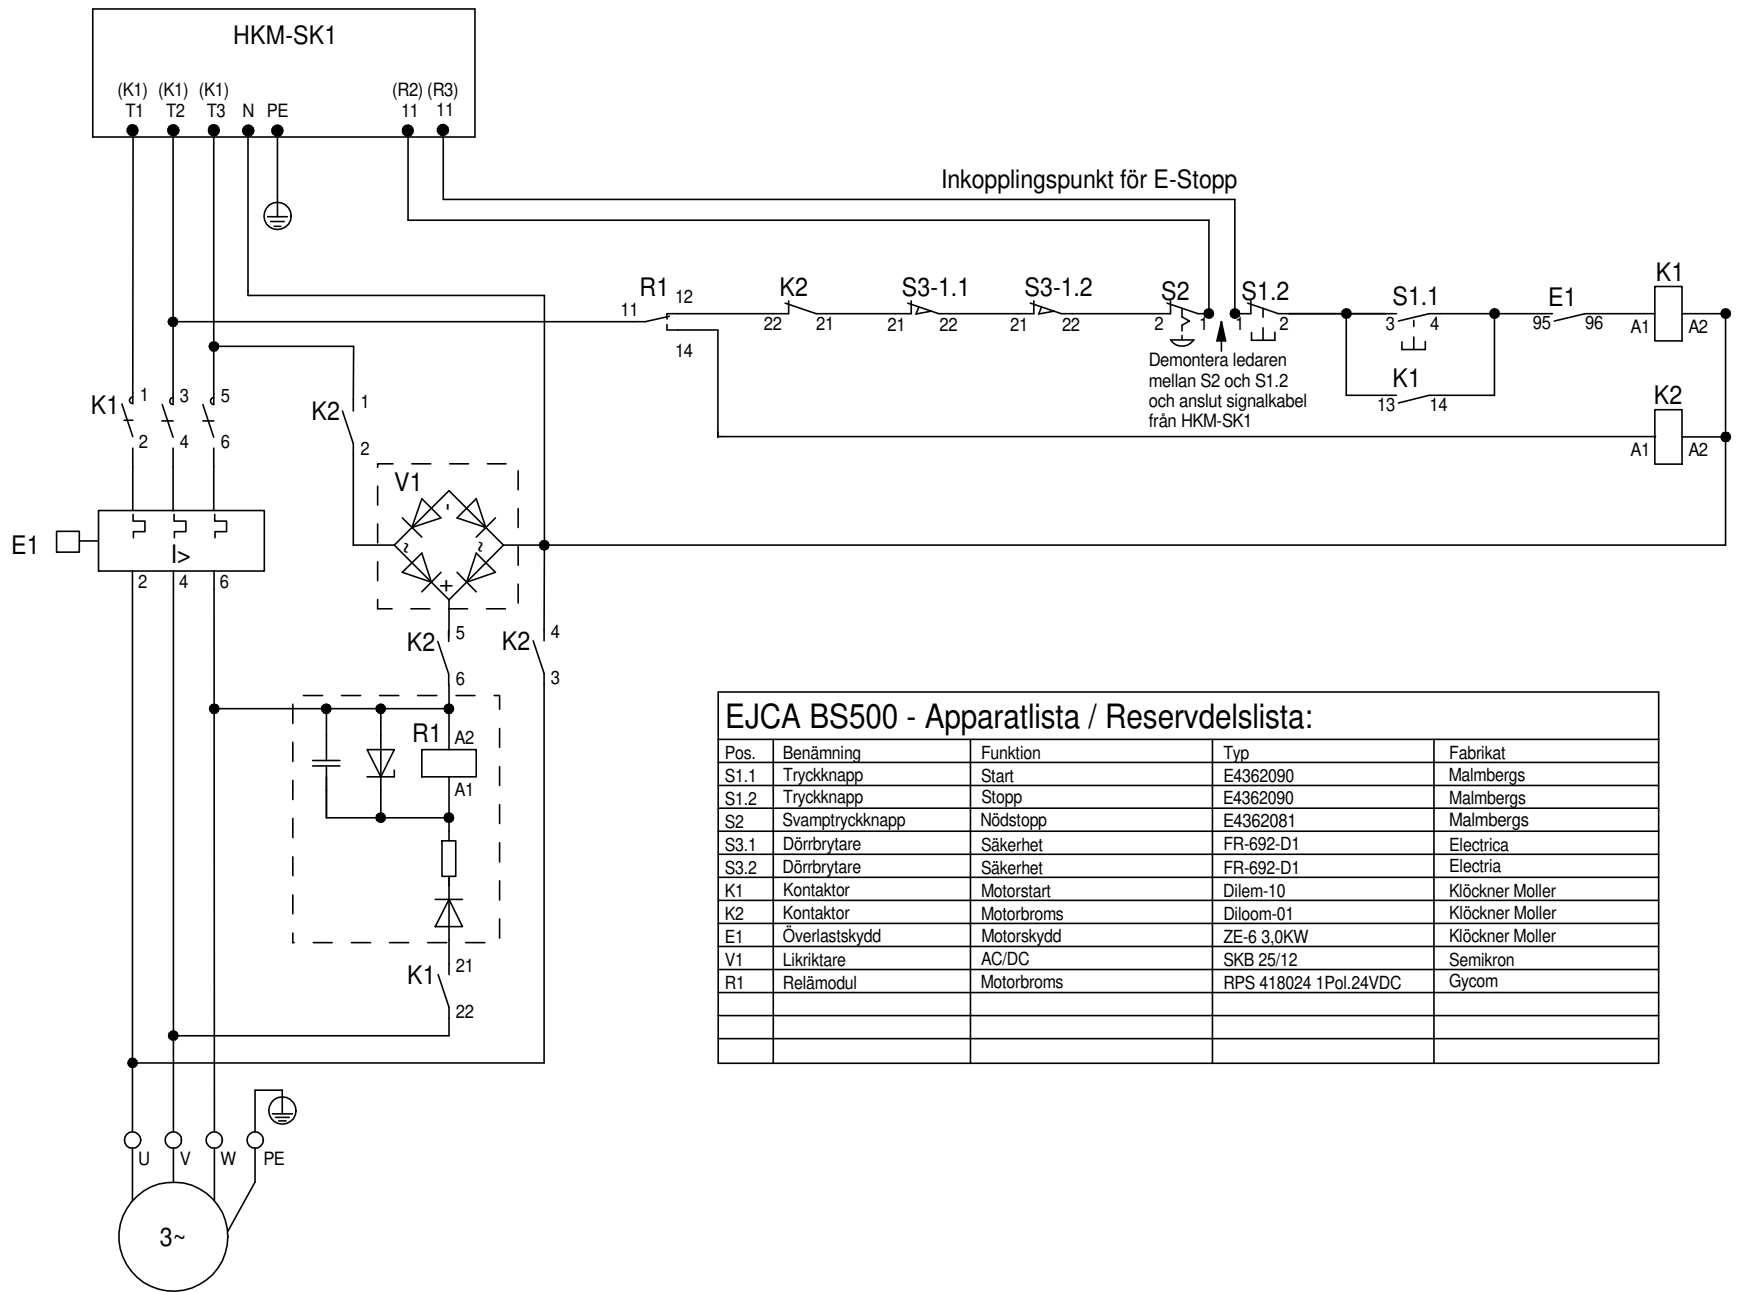 HKM-SK1
(K1) (K1) (K1) (R2) (R3)
T1 T2 T3 N PE 11 11
Inkopplingspunkt för E-Stopp
R1 12 K2 S3-1.1 S3-1.2 S2 S1.2 S1.1 E1 K1
11 22 21 21 22 21 22 2 1 1 2 3 4 95 96 A1 A2
14
Demontera ledaren
mellan S2 och S1.2
och anslut signalkabel
från HKM-SK1
K1
13 14
K2
A1 A2
K1 1 3 5
2 4 6
K2 1
2
V1
-
~ ~
+
E1
I>
2 4 6
K2 5
6
K2 4
3
R1 A2
A1
K1 21
22
U V W PE
3~
EJCA BS500 - Apparatlista / Reservdelslista:
Pos. Benämning Funktion Typ Fabrikat
S1.1 Tryckknapp Start E4362090 Malmbergs
S1.2 Tryckknapp Stopp E4362090 Malmbergs
S2 Svamptryckknapp Nödstopp E4362081 Malmbergs
S3.1 Dörrbrytare Säkerhet FR-692-D1 Electrica
S3.2 Dörrbrytare Säkerhet FR-692-D1 Electria
K1 Kontaktor Motorstart Dilem-10 Klöckner Moller
K2 Kontaktor Motorbroms Diloom-01 Klöckner Moller
E1 Överlastskydd Motorskydd ZE-6 3,0KW Klöckner Moller
V1 Likriktare AC/DC SKB 25/12 Semikron
R1 Relämodul Motorbroms RPS 418024 1Pol.24VDC Gycom